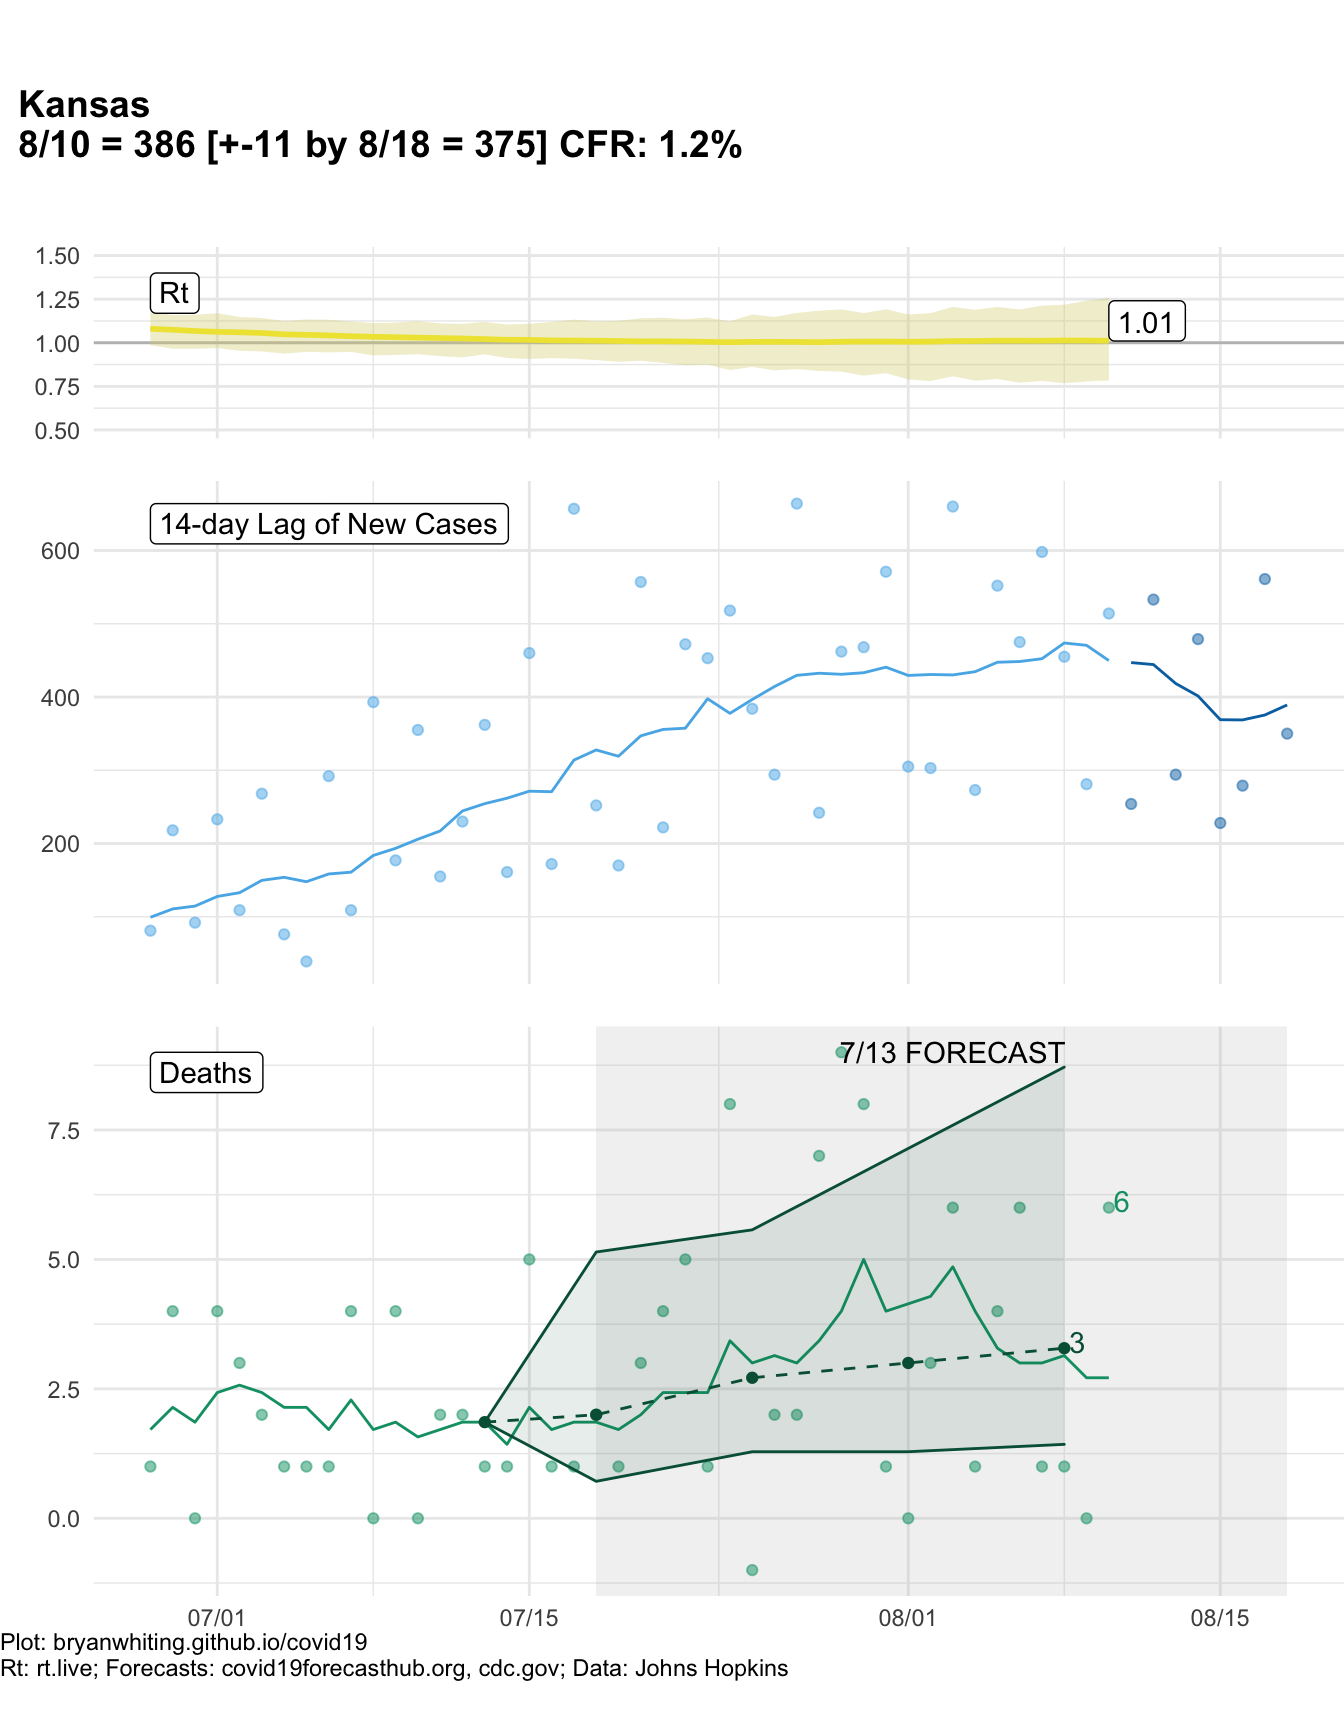 Kansas
8/10 = 386 [+-11 by 8/18 = 375] CFR: 1.2%
1.50
1.25
1.00
0.75
0.50
Rt
1.01
14-day Lag of New Cases
600
400
200
Deaths
7/13 FORECAST
7.5
5.0
2.5
0.0
6
3
07/01
07/15
08/01
08/15
Plot: bryanwhiting.github.io/covid19
Rt: rt.live; Forecasts: covid19forecasthub.org, cdc.gov; Data: Johns Hopkins